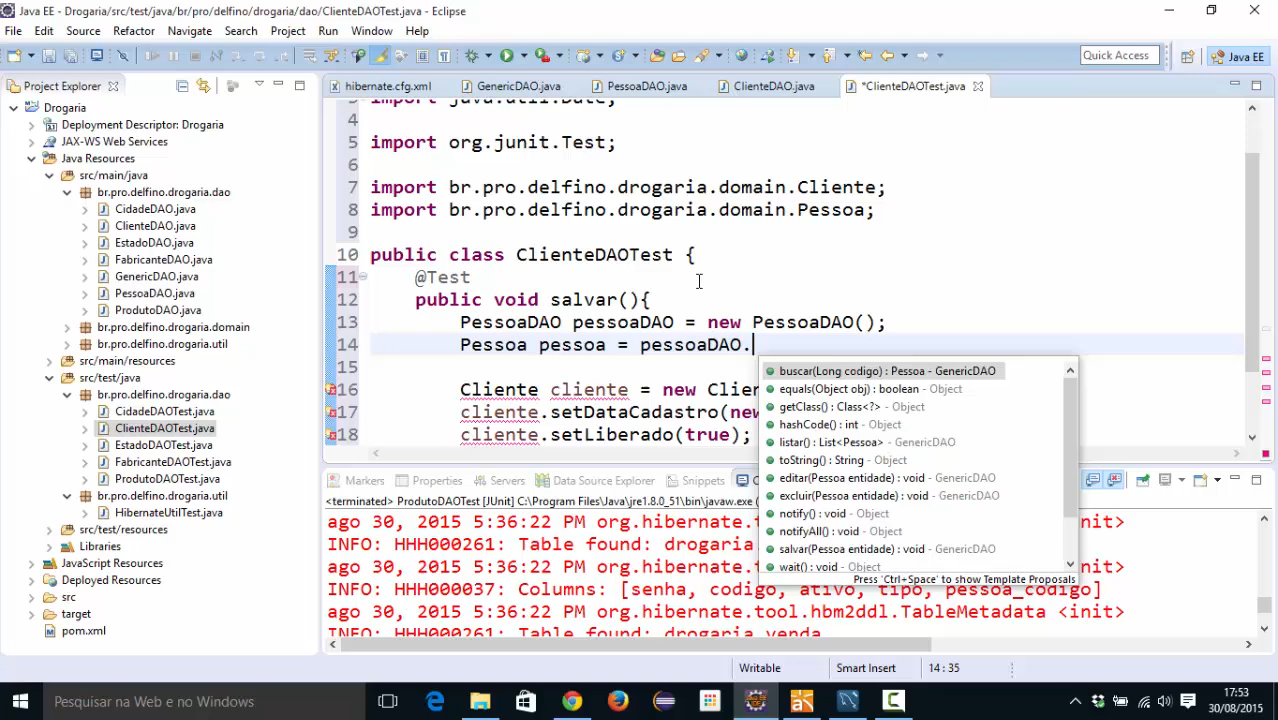 Java EE - Drogaria/src/test/java/br/pro/delfino/drogaria/dao/ClienteDAOTest.java - Eclipse
File Edit Source Refactor Navigate Search Project Run Window Help
Quick Access
Java EE
Project Explorer
hibernate.cfg.xml
GenericDAO.java
PessoaDAO.java
ClienteDAO.java
*ClienteDAOTest.java
Drogaria
Deployment Descriptor: Drogaria
JAX-WS Web Services
Java Resources
src/main/java
br.pro.delfino.drogaria.dao
CidadeDAO.java
ClienteDAO.java
EstadoDAO.java
FabricanteDAO.java
GenericDAO.java
PessoaDAO.java
ProdutoDAO.java
br.pro.delfino.drogaria.domain
br.pro.delfino.drogaria.util
src/main/resources
src/test/java
br.pro.delfino.drogaria.dao
CidadeDAOTest.java
ClienteDAOTest.java
EstadoDAOTest.java
FabricanteDAOTest.java
ProdutoDAOTest.java
br.pro.delfino.drogaria.util
HibernateUtilTest.java
src/test/resources
Libraries
JavaScript Resources
Deployed Resources
src
target
pom.xml
3 import java.util.Date;
4
5 import org.junit.Test;
6
7 import br.pro.delfino.drogaria.domain.Cliente;
8 import br.pro.delfino.drogaria.domain.Pessoa;
9
10 public class ClienteDAOTest {
11 @Test
12 public void salvar(){
13 PessoaDAO pessoaDAO = new PessoaDAO();
14 Pessoa pessoa = pessoaDAO.
15
16 Cliente cliente = new Clie
17 cliente.setDataCadastro(new
18 cliente.setLiberado(true);
buscar(Long codigo) : Pessoa - GenericDAO
equals(Object obj) : boolean - Object
getClass() : Class<?> - Object
hashCode() : int - Object
listar() : List<Pessoa> - GenericDAO
toString() : String - Object
editar(Pessoa entidade) : void - GenericDAO
excluir(Pessoa entidade) : void - GenericDAO
notify() : void - Object
notifyAll() : void - Object
salvar(Pessoa entidade) : void - GenericDAO
wait() : void - Object
Press 'Ctrl+Space' to show Template Proposals
Markers Properties Servers Data Source Explorer Snippets
<terminated> ProdutoDAOTest [JUnit] C:\Program Files\Java\jre1.8.0_51\bin\javaw.exe
ago 30, 2015 5:36:22 PM org.hibernate.to nit>
INFO: HHH000261: Table found: drogaria.
ago 30, 2015 5:36:22 PM org.hibernate.to nit>
INFO: HHH000037: Columns: [senha, codigo, ativo, tipo, pessoa_codigo]
ago 30, 2015 5:36:22 PM org.hibernate.tool.hbm2ddl.TableMetadata <init>
INFO: HHH000261: Table found: drogaria.venda
Writable
Smart Insert
14 : 35
Pesquisar na Web e no Windows
17:53
30/08/2015